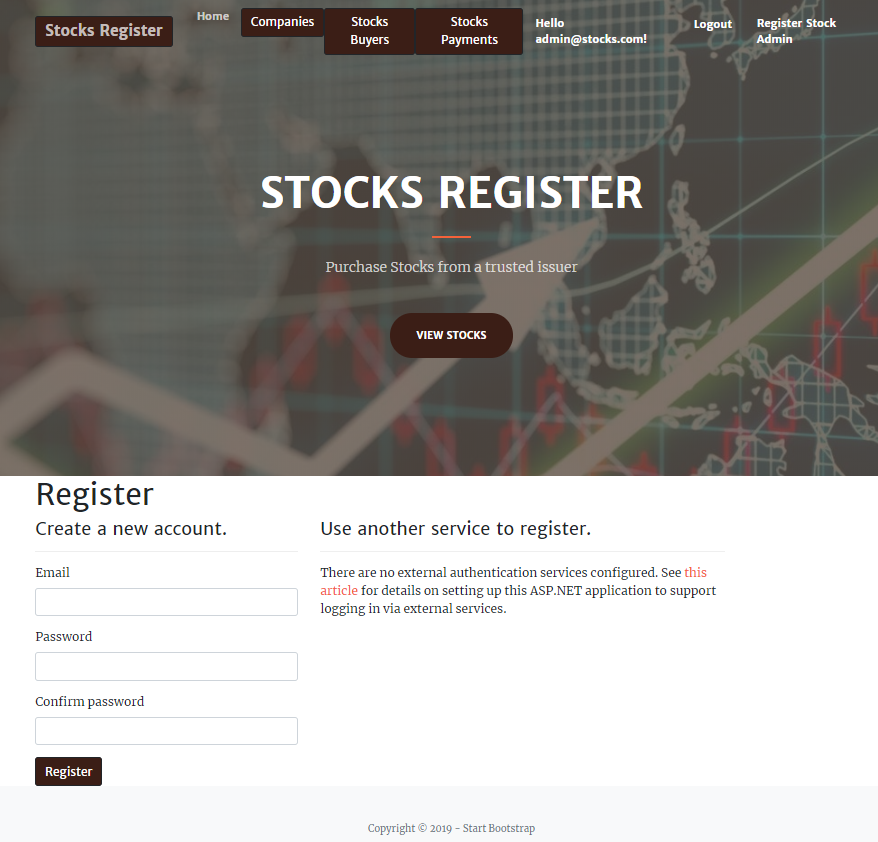 Stocks Register
Home
Companies
Stocks
Buyers
Stocks
Payments
Hello
admin@stocks.com!
Logout
Register Stock
Admin
STOCKS REGISTER
Purchase Stocks from a trusted issuer
VIEW STOCKS
Register
Create a new account.
Email
Password
Confirm password
Register
Use another service to register.
There are no external authentication services configured. See this
article for details on setting up this ASP.NET application to support
logging in via external services.
Copyright © 2019 - Start Bootstrap